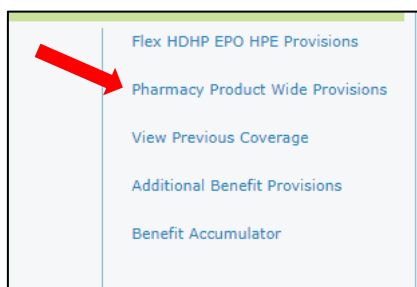 Flex HDHP EPO HPE Provisions
Pharmacy Product Wide Provisions
View Previous Coverage
Additional Benefit Provisions
Benefit Accumulator